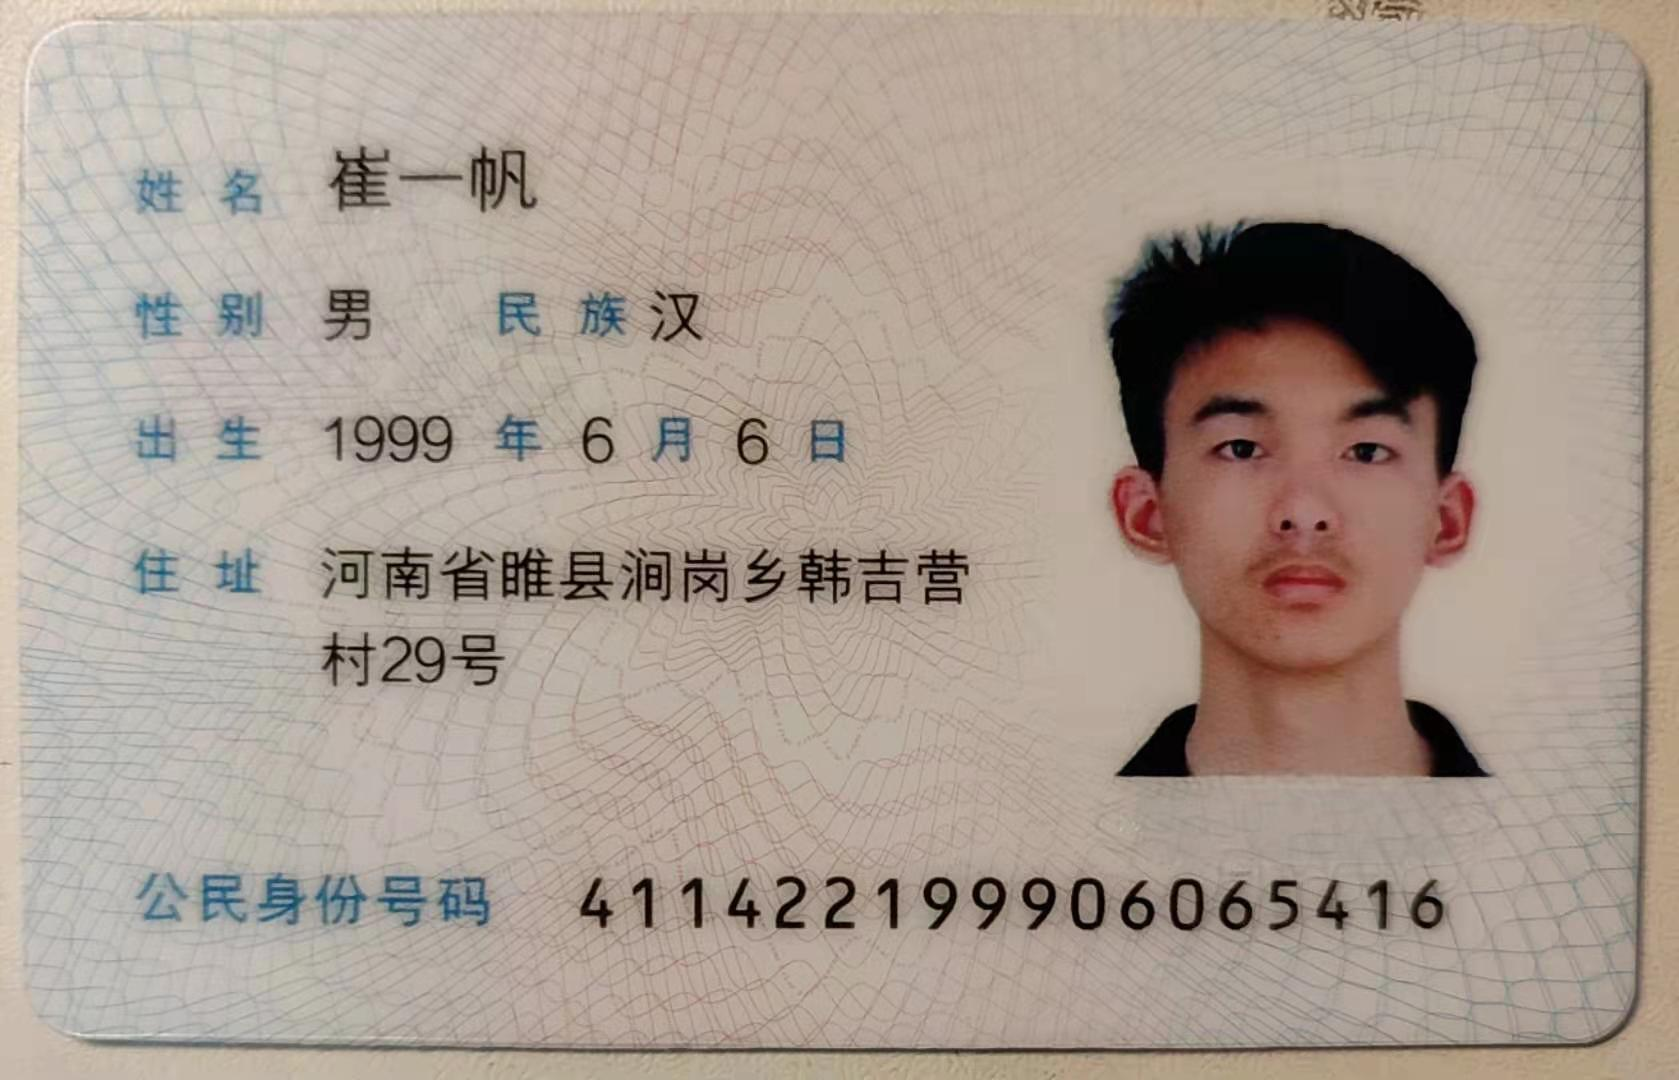 姓名 崔一帆
性别 男 民族 汉
出生 1999 年 6 月 6 日
住址 河南省睢县涧岗乡韩吉营
村29号
公民身份号码 411422199906065416